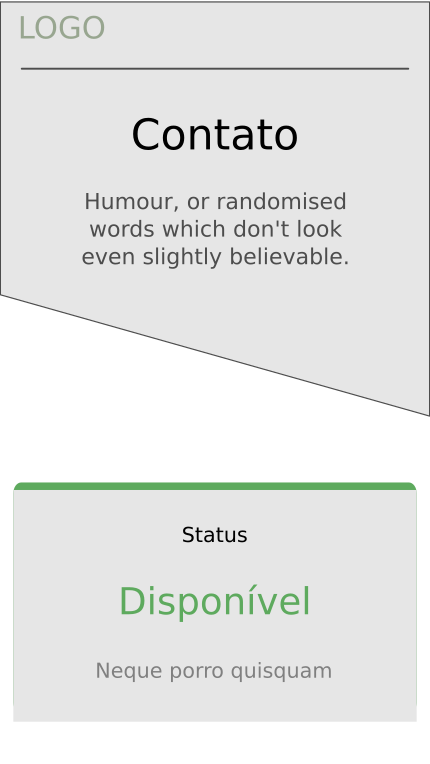 LOGO
Contato
Humour, or randomised
words which don't look
even slightly believable.
Status
Disponível
Neque porro quisquam